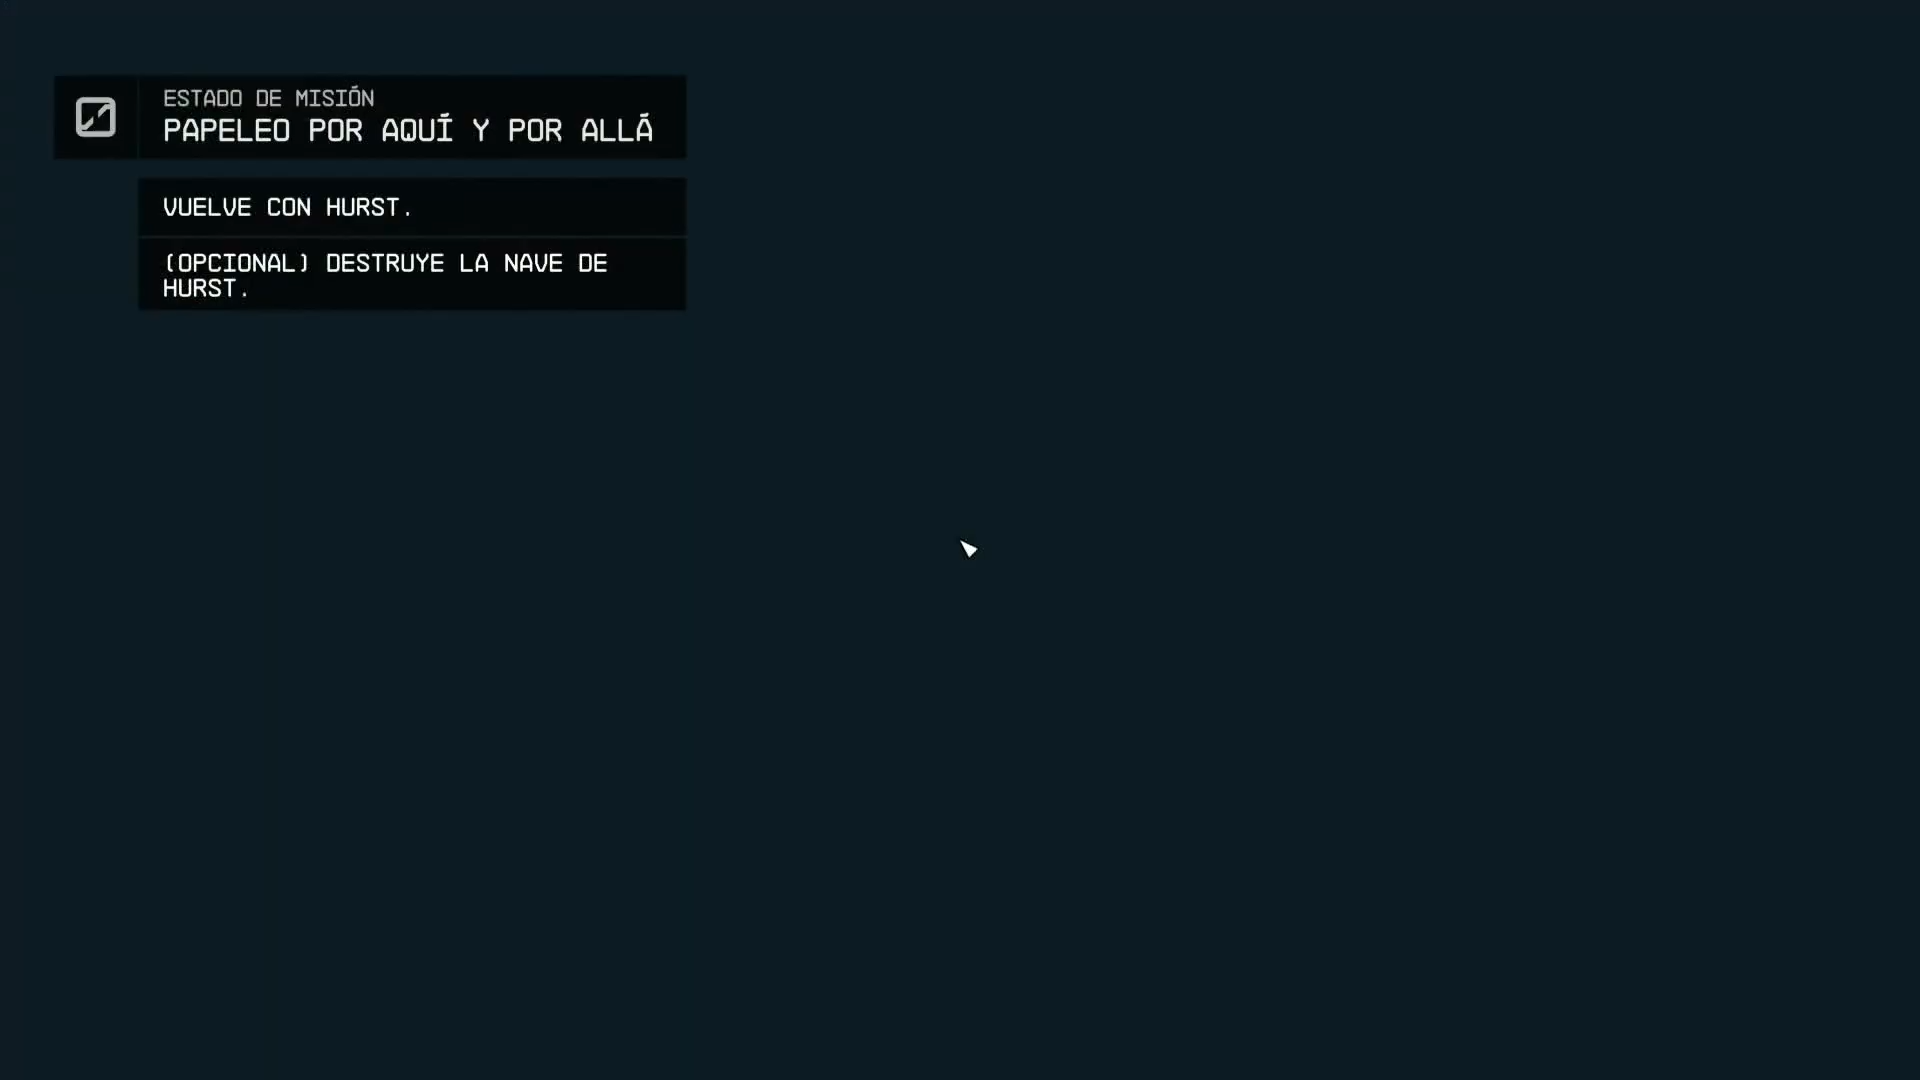 ESTADO DE MISIÓN
PAPELEO POR AQUÍ Y POR ALLÁ
VUELVE CON HURST.
(OPCIONAL) DESTRUYE LA NAVE DE
HURST.